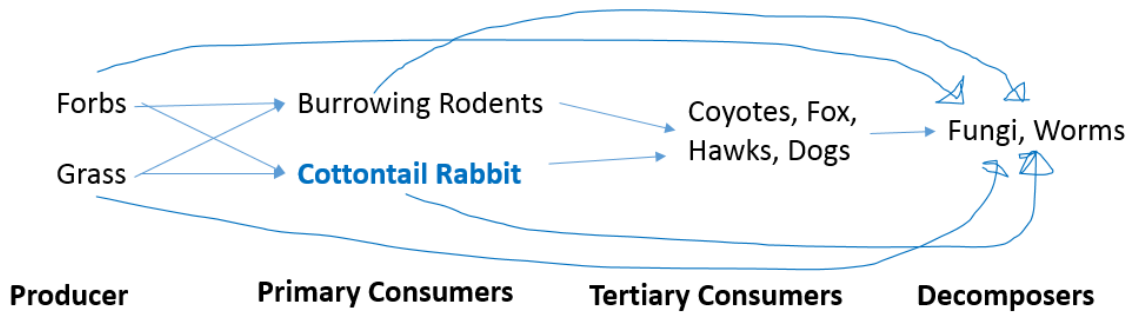 Forbs
Burrowing Rodents
Coyotes, Fox,
Hawks, Dogs
Fungi, Worms
Grass
Cottontail Rabbit
Producer
Primary Consumers
Tertiary Consumers
Decomposers